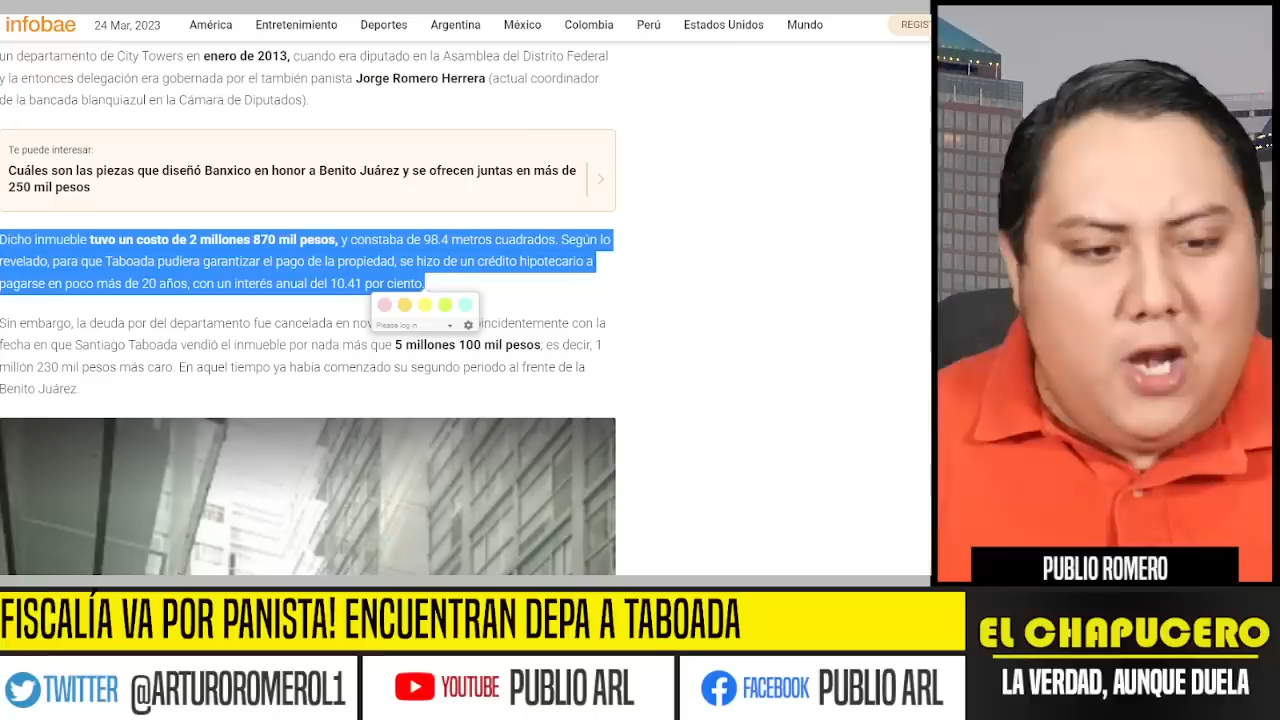 infobae
24 Mar, 2023
América
Entretenimiento
Deportes
Argentina
México
Colombia
Perú
Estados Unidos
Mundo
un departamento de City Towers en enero de 2013, cuando era diputado en la Asamblea del Distrito Federal
y la entonces delegación era gobernada por el también panista Jorge Romero Herrera (actual coordinador
de la bancada blanquiazul en la Cámara de Diputados).
Te puede interesar:
Cuáles son las piezas que diseñó Banxico en honor a Benito Juárez y se ofrecen juntas en más de
250 mil pesos
Dicho inmueble tuvo un costo de 2 millones 870 mil pesos, y constaba de 98.4 metros cuadrados. Según lo
revelado, para que Taboada pudiera garantizar el pago de la propiedad, se hizo de un crédito hipotecario a
pagarse en poco más de 20 años, con un interés anual del 10.41 por ciento.
Please log in
Sin embargo, la deuda por del departamento fue cancelada en nov
fecha en que Santiago Taboada vendió el inmueble por nada más que 5 millones 100 mil pesos, es decir, 1
millón 230 mil pesos más caro. En aquel tiempo ya había comenzado su segundo periodo al frente de la
Benito Juárez.
PUBLIO ROMERO
FISCALÍA VA POR PANISTA! ENCUENTRAN DEPA A TABOADA
EL CHAPUCERO
LA VERDAD, AUNQUE DUELA
TWITTER @ARTUROROMEROL1
YOUTUBE PUBLIO ARL
FACEBOOK PUBLIO ARL